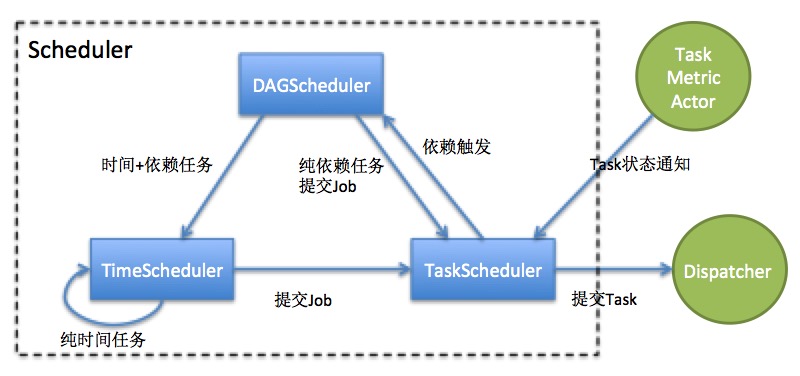 Scheduler
DAGScheduler
Task
Metric
Actor
时间+依赖任务
纯依赖任务
提交Job
依赖触发
Task状态通知
TimeScheduler
TaskScheduler
Dispatcher
提交Job
提交Task
纯时间任务